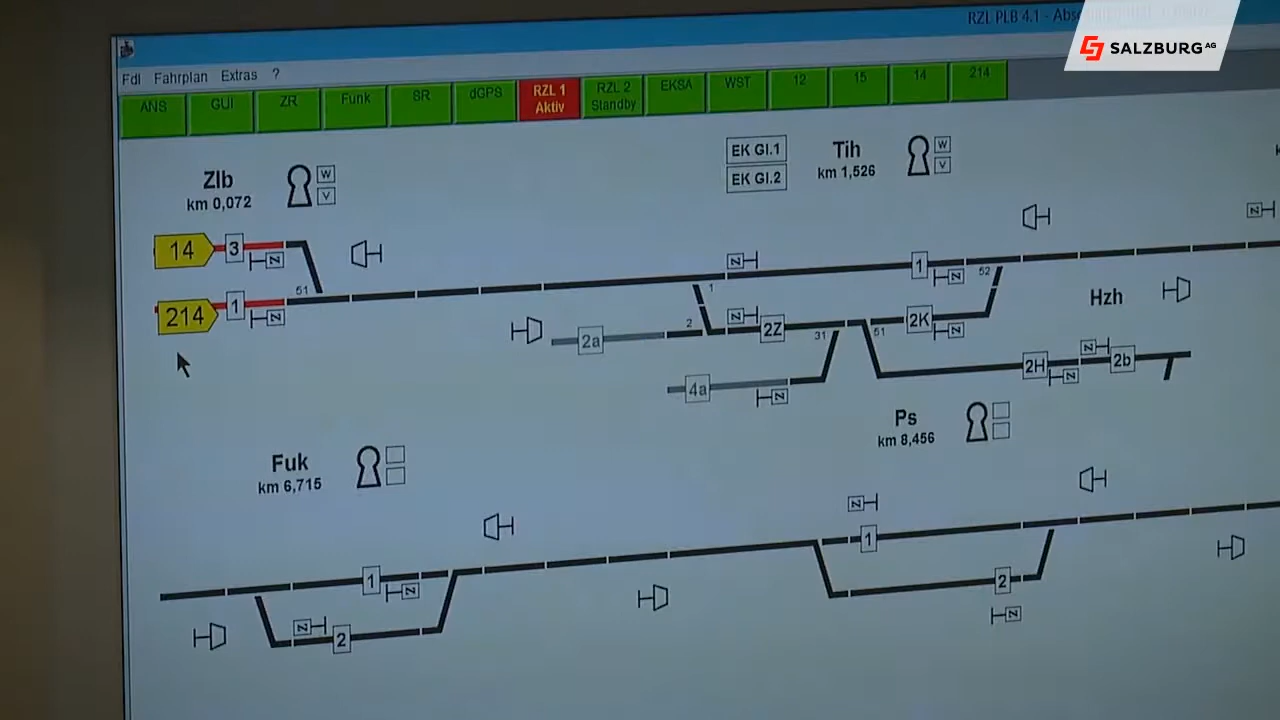 RZL PLB 4.1 - Abs
SALZBURG AG
Fdl Fahrplan Extras ?
ANS GUI ZR Funk SR dGPS RZL 1 Aktiv RZL 2 Standby EKSA WST 12 15 14 214
Zlb
km 0,072
W
V
EK Gl.1
EK Gl.2
Tih
km 1,526
W
V
14 3 N
51
214 1 N
N
1 N
52
N
1
2a
2
N
2Z
31
51
2K N
Hzh
4a N
2H N N 2b
Ps
km 8,456
Fuk
km 6,715
1 N
N 2
N
1
2
N